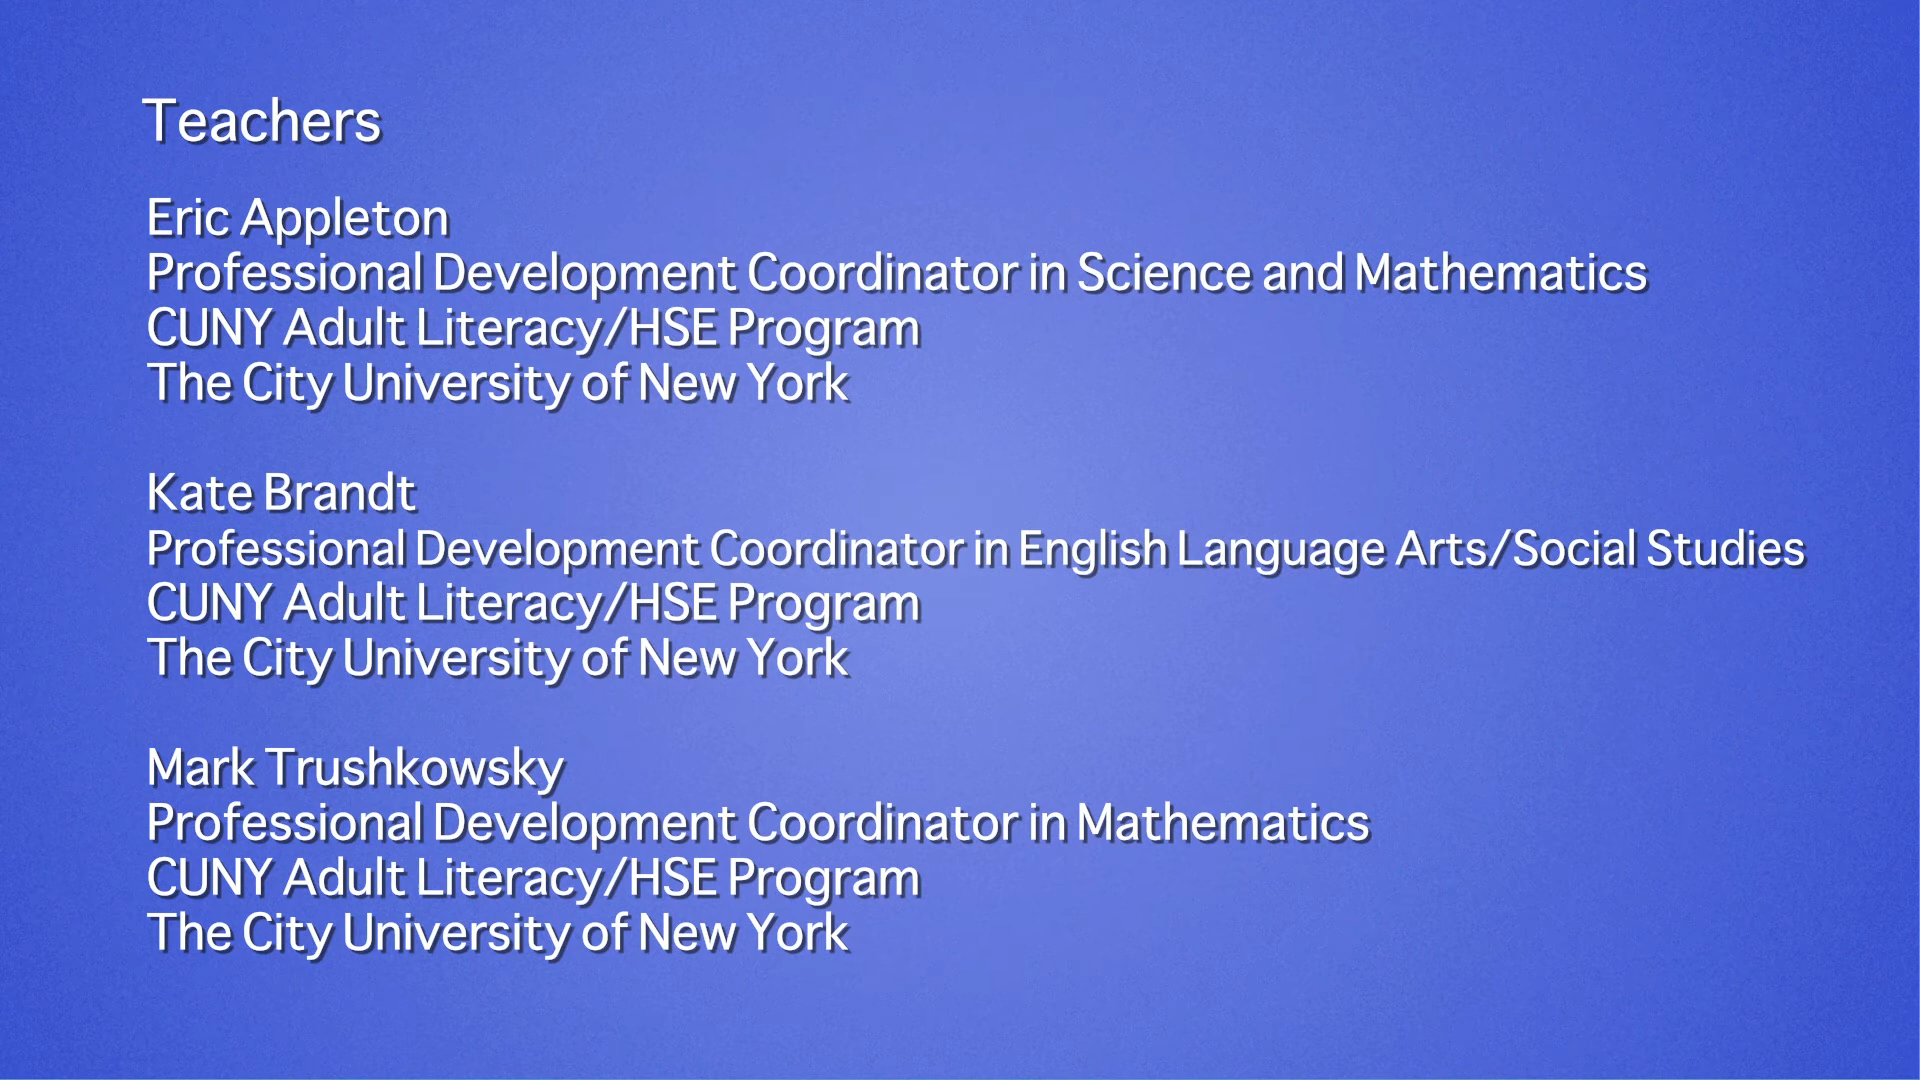 Teachers
Eric Appleton
Professional Development Coordinator in Science and Mathematics
CUNY Adult Literacy/HSE Program
The City University of New York
Kate Brandt
Professional Development Coordinator in English Language Arts/Social Studies
CUNY Adult Literacy/HSE Program
The City University of New York
Mark Trushkowsky
Professional Development Coordinator in Mathematics
CUNY Adult Literacy/HSE Program
The City University of New York